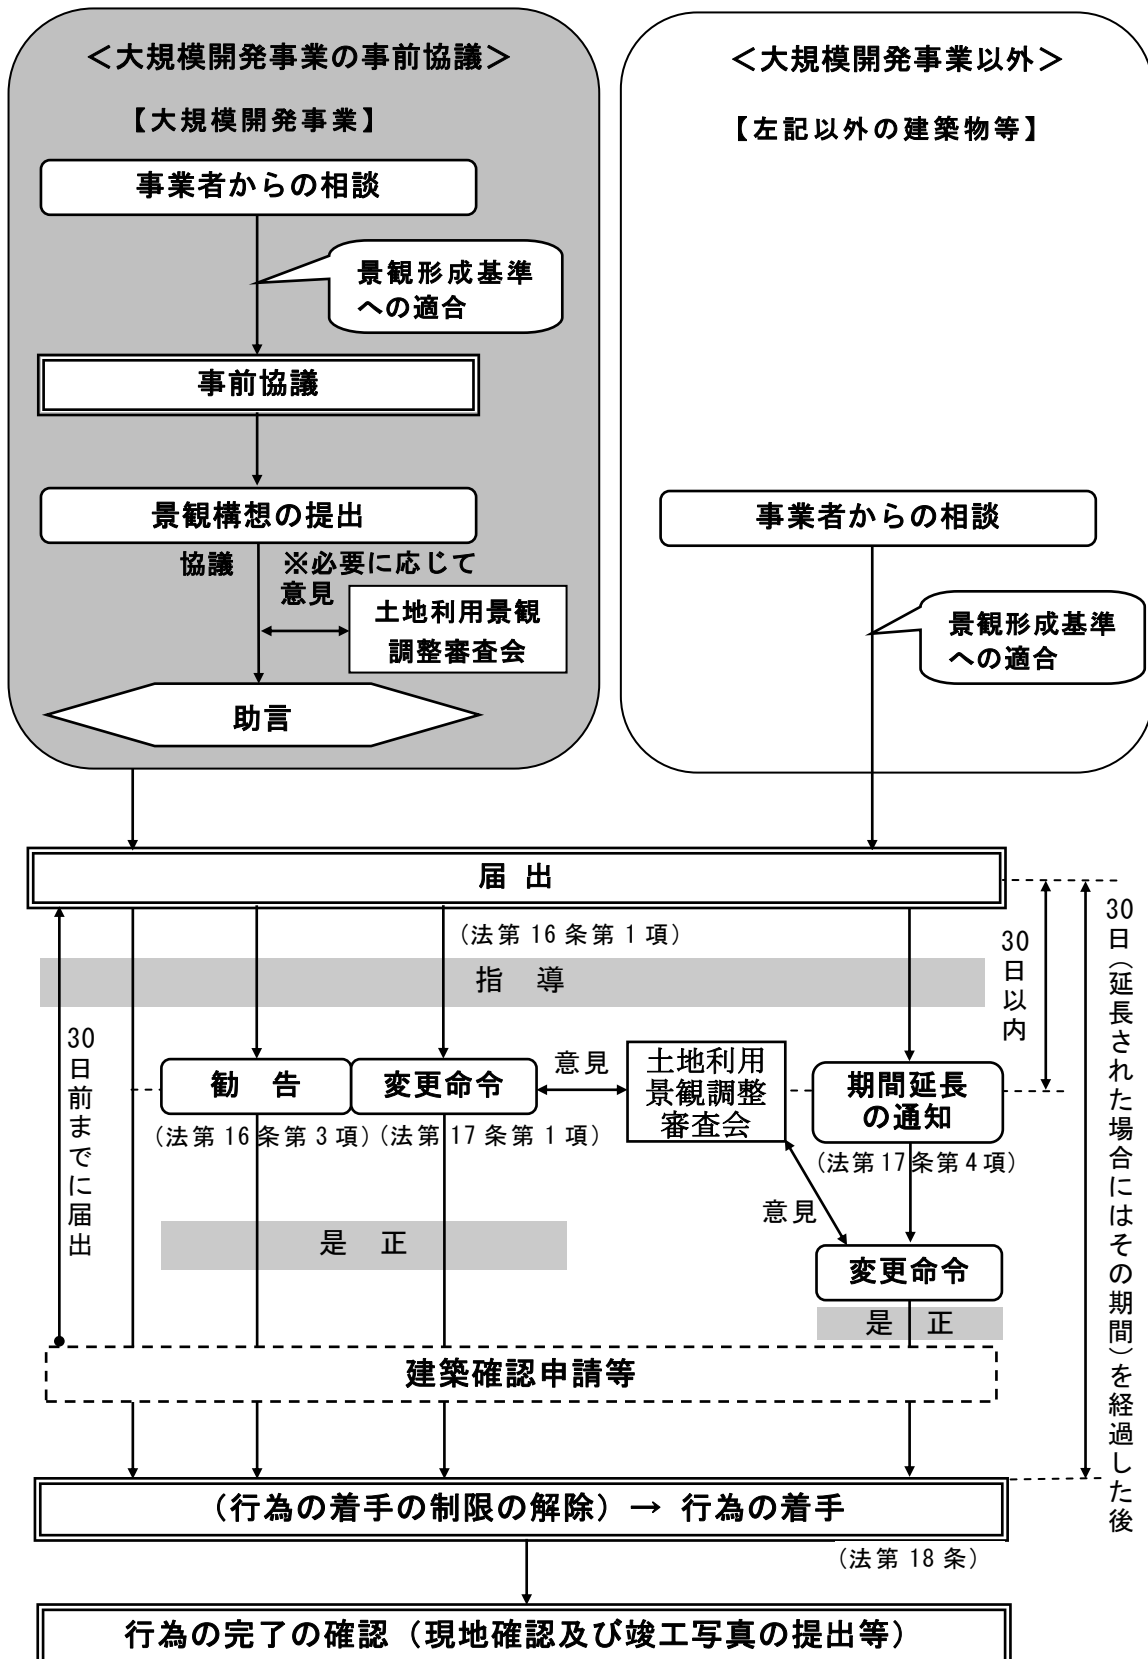 ＜大規模開発事業の事前協議＞
【大規模開発事業】
事業者からの相談
景観形成基準
への適合
事前協議
景観構想の提出
協議
※必要に応じて
意見
土地利用景観
調整審査会
助言
＜大規模開発事業以外＞
【左記以外の建築物等】
事業者からの相談
景観形成基準
への適合
届 出
（法第 16 条第 1 項）
指 導
30日以内
30日（延長された場合にはその期間）を経過した後
30日前までに届出
勧 告
（法第 16 条第 3 項）
変更命令
（法第 17 条第 1 項）
意見
土地利用
景観調整
審査会
期間延長
の通知
（法第 17 条第 4 項）
意見
変更命令
是 正
是 正
建築確認申請等
（行為の着手の制限の解除）→ 行為の着手
（法第 18 条）
行為の完了の確認（現地確認及び竣工写真の提出等）